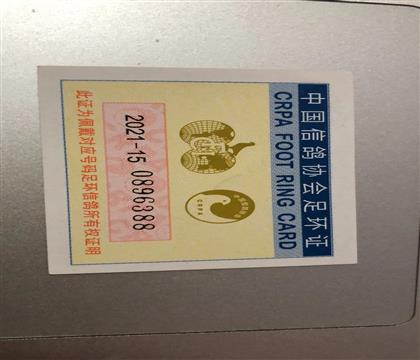 中国信鸽协会足环证
CRPA FOOT RING CARD
CRPA
2021-15 0896388
此证为佩戴对应号码足环信鸽所有权证明